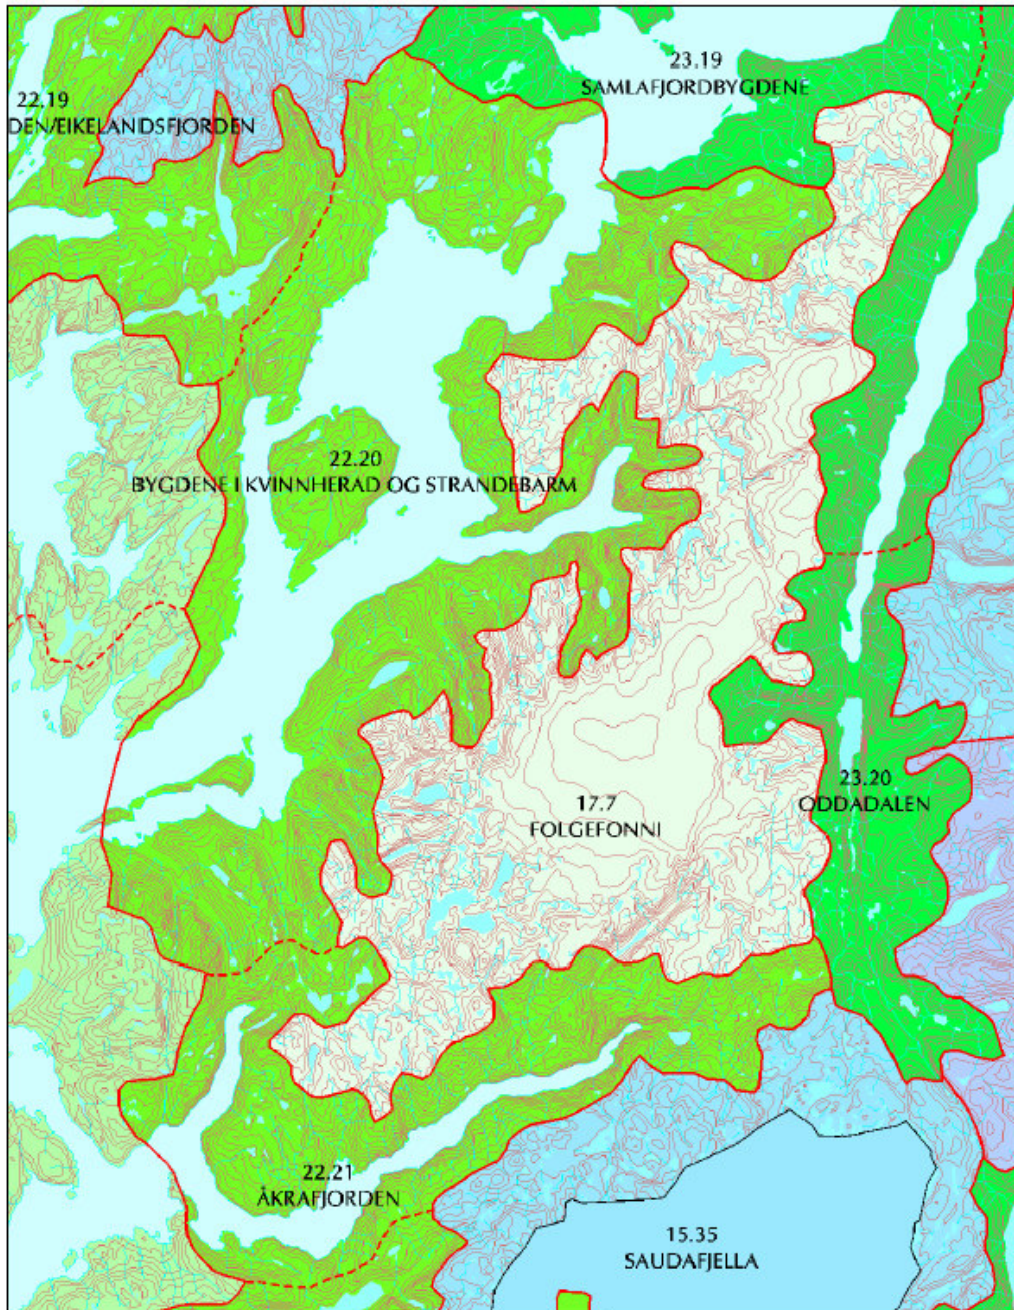 23.19
SAMLAFJORDBYGDENE
22.19
DEN/EIKELANDSFJORDEN
22.20
BYGDENE I KVINNHERAD OG STRANDEBARM
23.20
ODDADALEN
17.7
FOLGEFONNI
22.21
ÅKRAFJORDEN
15.35
SAUDAFJELLA